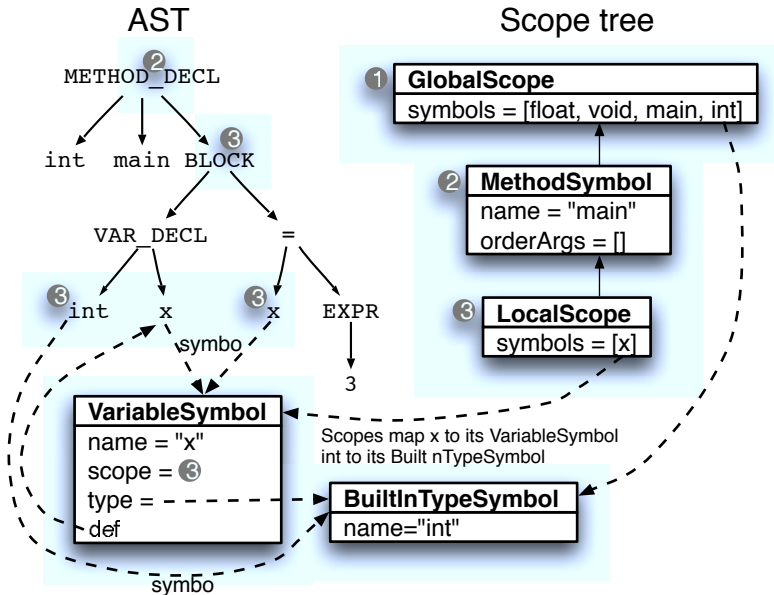 AST
Scope tree
2
METHOD_DECL
int main BLOCK
3
VAR_DECL =
3 int x 3 x EXPR
symbo
3
1 GlobalScope
symbols = [float, void, main, int]
2 MethodSymbol
name = "main"
orderArgs = []
3 LocalScope
symbols = [x]
VariableSymbol
name = "x"
scope = 3
type =
def
Scopes map x to its VariableSymbol
int to its Built nTypeSymbol
BuiltInTypeSymbol
name="int"
symbo